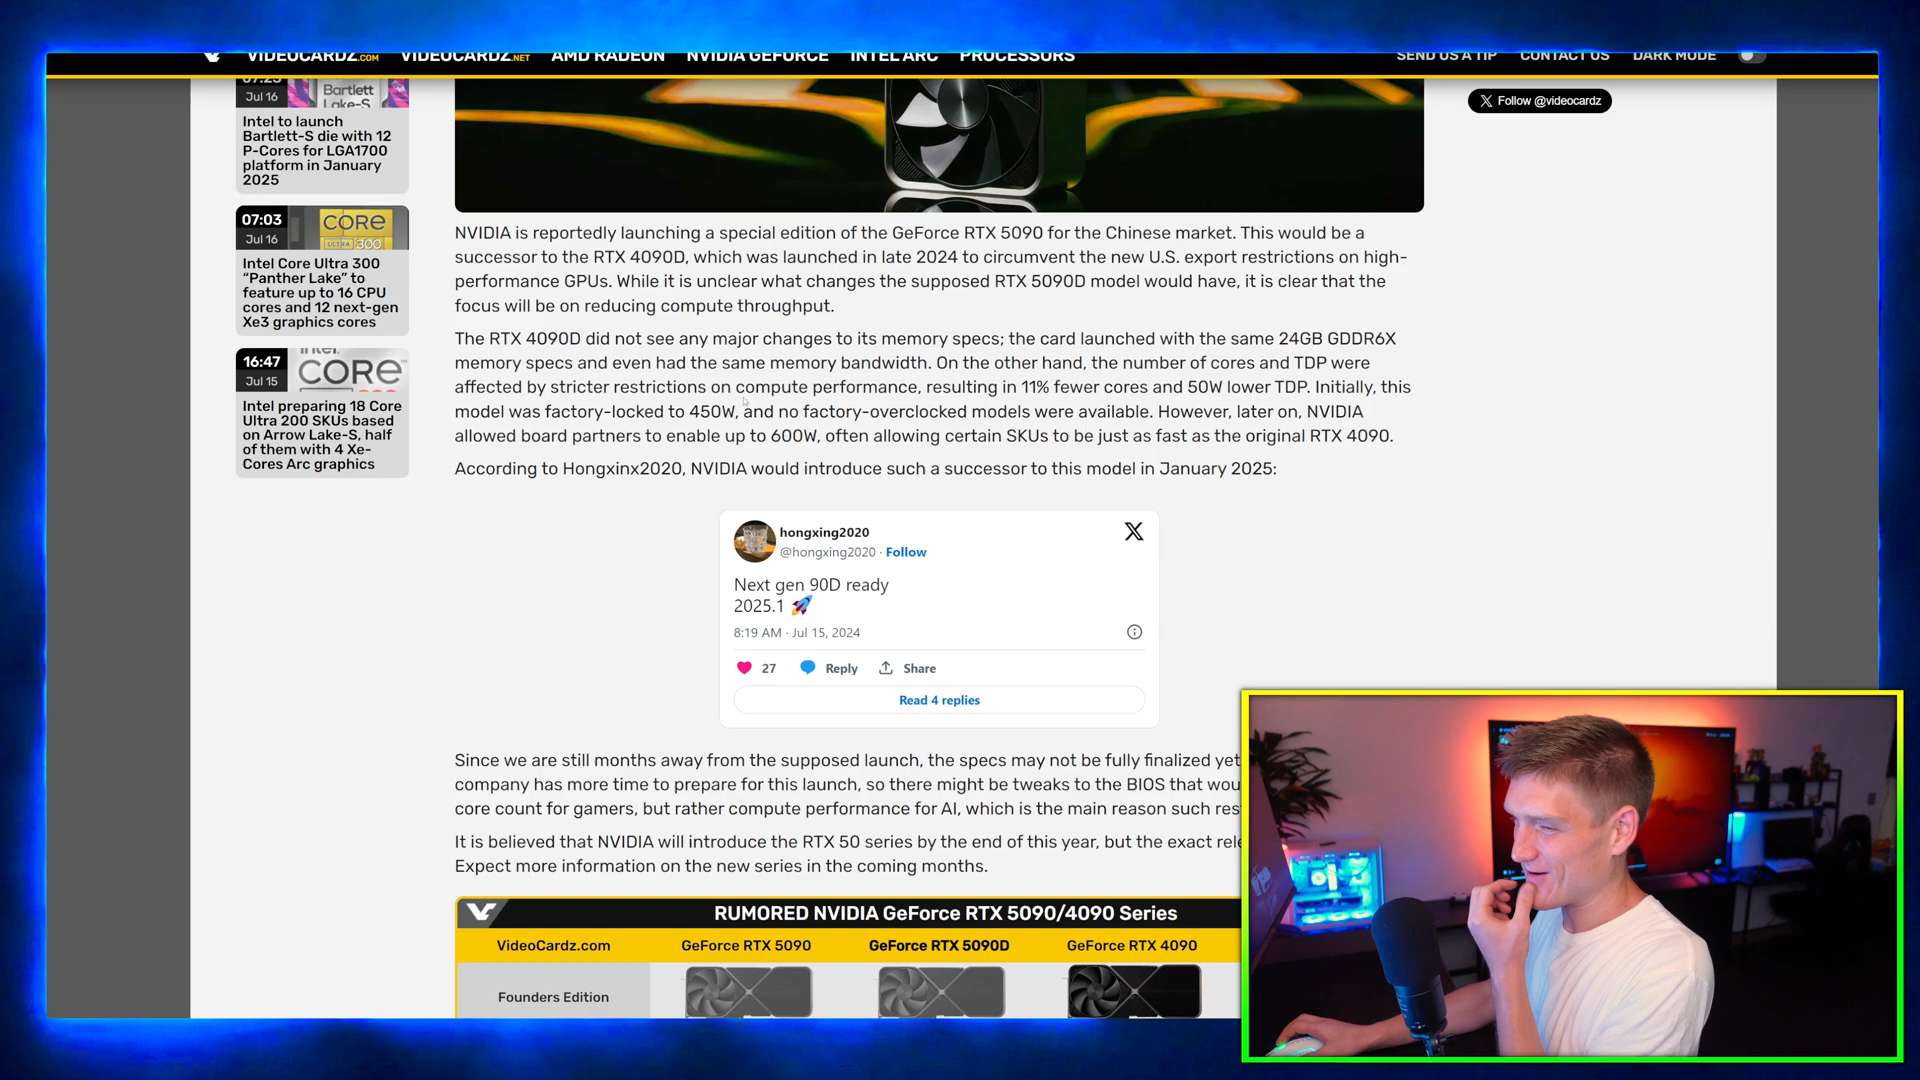 VIDEOCARDZ.COM VIDEOCARDZ.NET AMD RADEON NVIDIA GEFORCE INTEL ARC PROCESSORS SEND US A TIP CONTACT US DARK MODE
07:23
Jul 16
Bartlett
Lake-S
Intel to launch
Bartlett-S die with 12
P-Cores for LGA1700
platform in January
2025
07:03
Jul 16
CORE
ULTRA 300
Intel Core Ultra 300
“Panther Lake” to
feature up to 16 CPU
cores and 12 next-gen
Xe3 graphics cores
16:47
Jul 15
intel.
CORE™
Intel preparing 18 Core
Ultra 200 SKUs based
on Arrow Lake-S, half
of them with 4 Xe-
Cores Arc graphics
Follow @videocardz
NVIDIA is reportedly launching a special edition of the GeForce RTX 5090 for the Chinese market. This would be a
successor to the RTX 4090D, which was launched in late 2024 to circumvent the new U.S. export restrictions on high-
performance GPUs. While it is unclear what changes the supposed RTX 5090D model would have, it is clear that the
focus will be on reducing compute throughput.
The RTX 4090D did not see any major changes to its memory specs; the card launched with the same 24GB GDDR6X
memory specs and even had the same memory bandwidth. On the other hand, the number of cores and TDP were
affected by stricter restrictions on compute performance, resulting in 11% fewer cores and 50W lower TDP. Initially, this
model was factory-locked to 450W, and no factory-overclocked models were available. However, later on, NVIDIA
allowed board partners to enable up to 600W, often allowing certain SKUs to be just as fast as the original RTX 4090.
According to Hongxinx2020, NVIDIA would introduce such a successor to this model in January 2025:
hongxing2020
@hongxing2020 · Follow
Next gen 90D ready
2025.1 🚀
8:19 AM · Jul 15, 2024
27 Reply Share
Read 4 replies
Since we are still months away from the supposed launch, the specs may not be fully finalized yet
company has more time to prepare for this launch, so there might be tweaks to the BIOS that wou
core count for gamers, but rather compute performance for AI, which is the main reason such res
It is believed that NVIDIA will introduce the RTX 50 series by the end of this year, but the exact rele
Expect more information on the new series in the coming months.
RUMORED NVIDIA GeForce RTX 5090/4090 Series
VideoCardz.com GeForce RTX 5090 GeForce RTX 5090D GeForce RTX 4090
Founders Edition